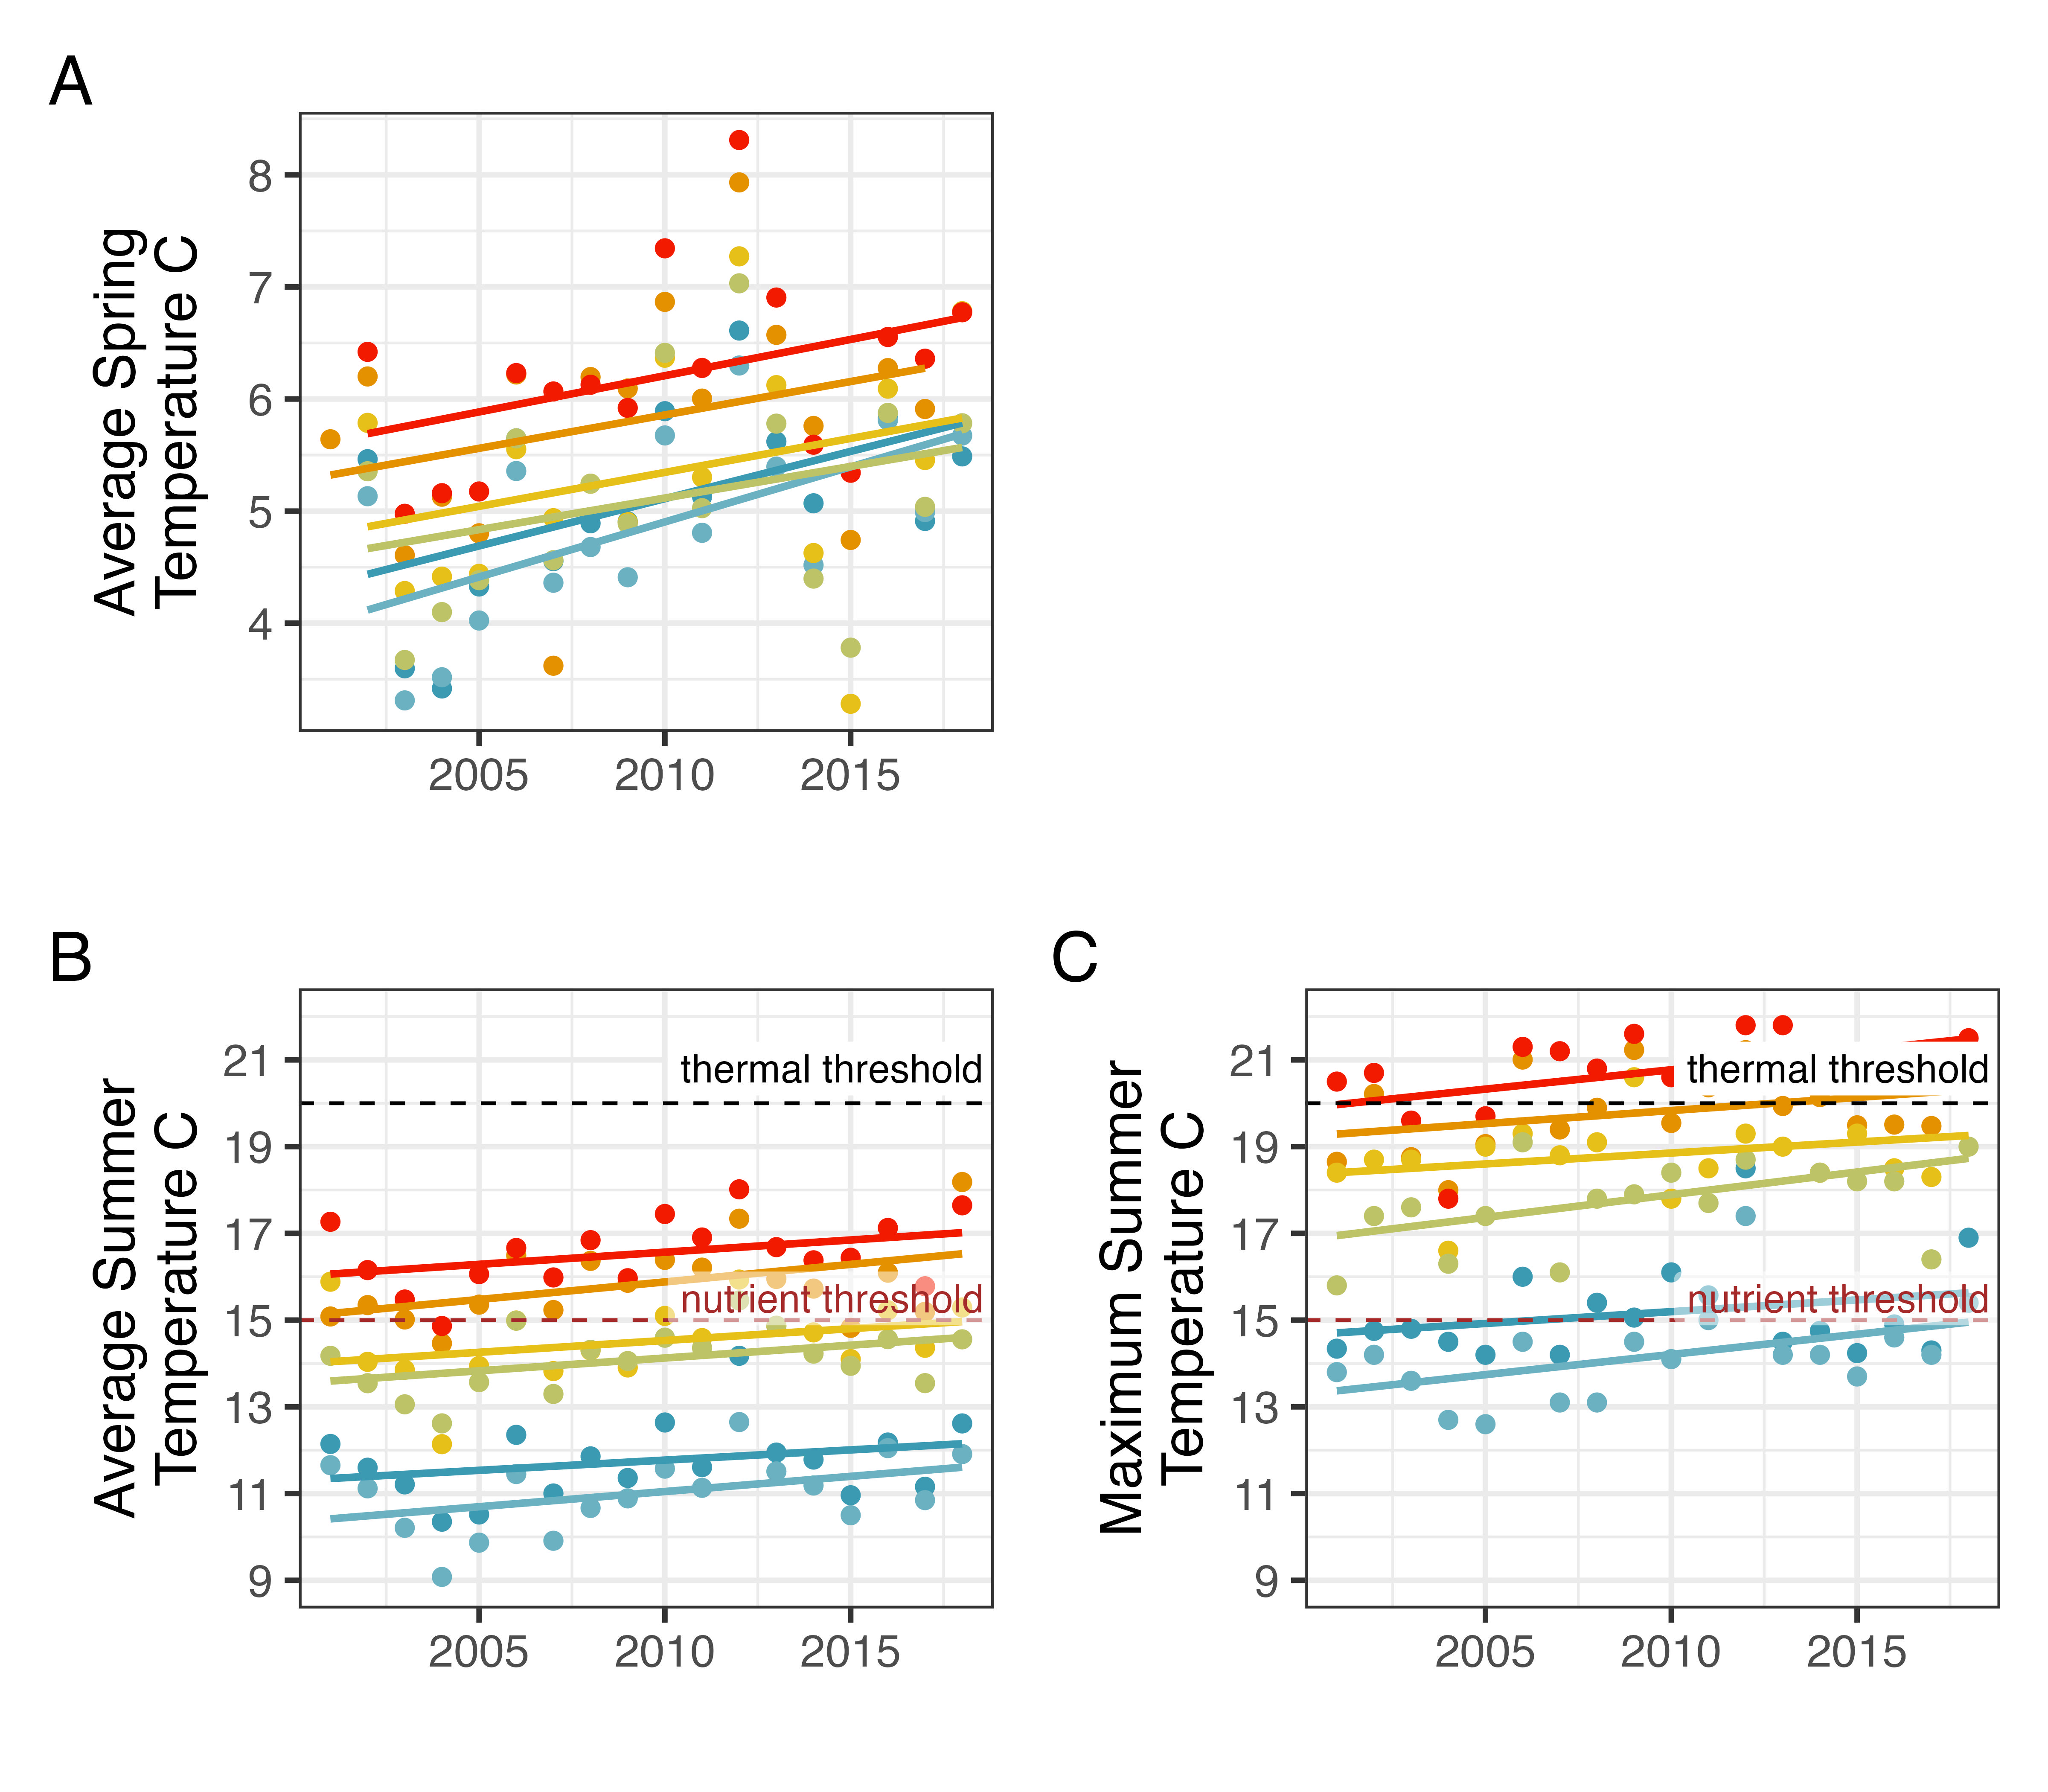 A
Average Spring
Temperature C
8
7
6
5
4
2005
2010
2015
B
Average Summer
Temperature C
21
19
17
15
13
11
9
thermal threshold
nutrient threshold
2005
2010
2015
C
Maximum Summer
Temperature C
21
19
17
15
13
11
9
thermal threshold
nutrient threshold
2005
2010
2015